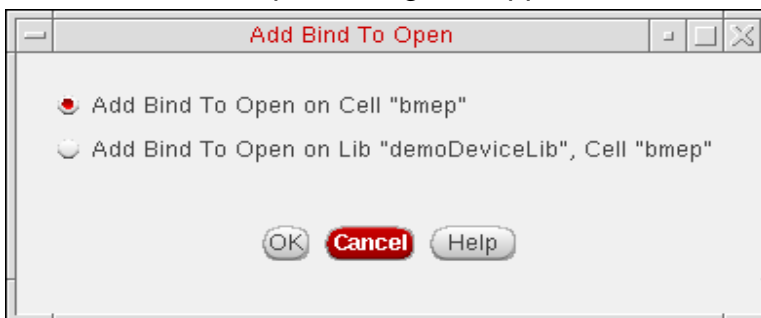 Add Bind To Open
Add Bind To Open on Cell "bmep"
Add Bind To Open on Lib "demoDeviceLib", Cell "bmep"
OK Cancel Help